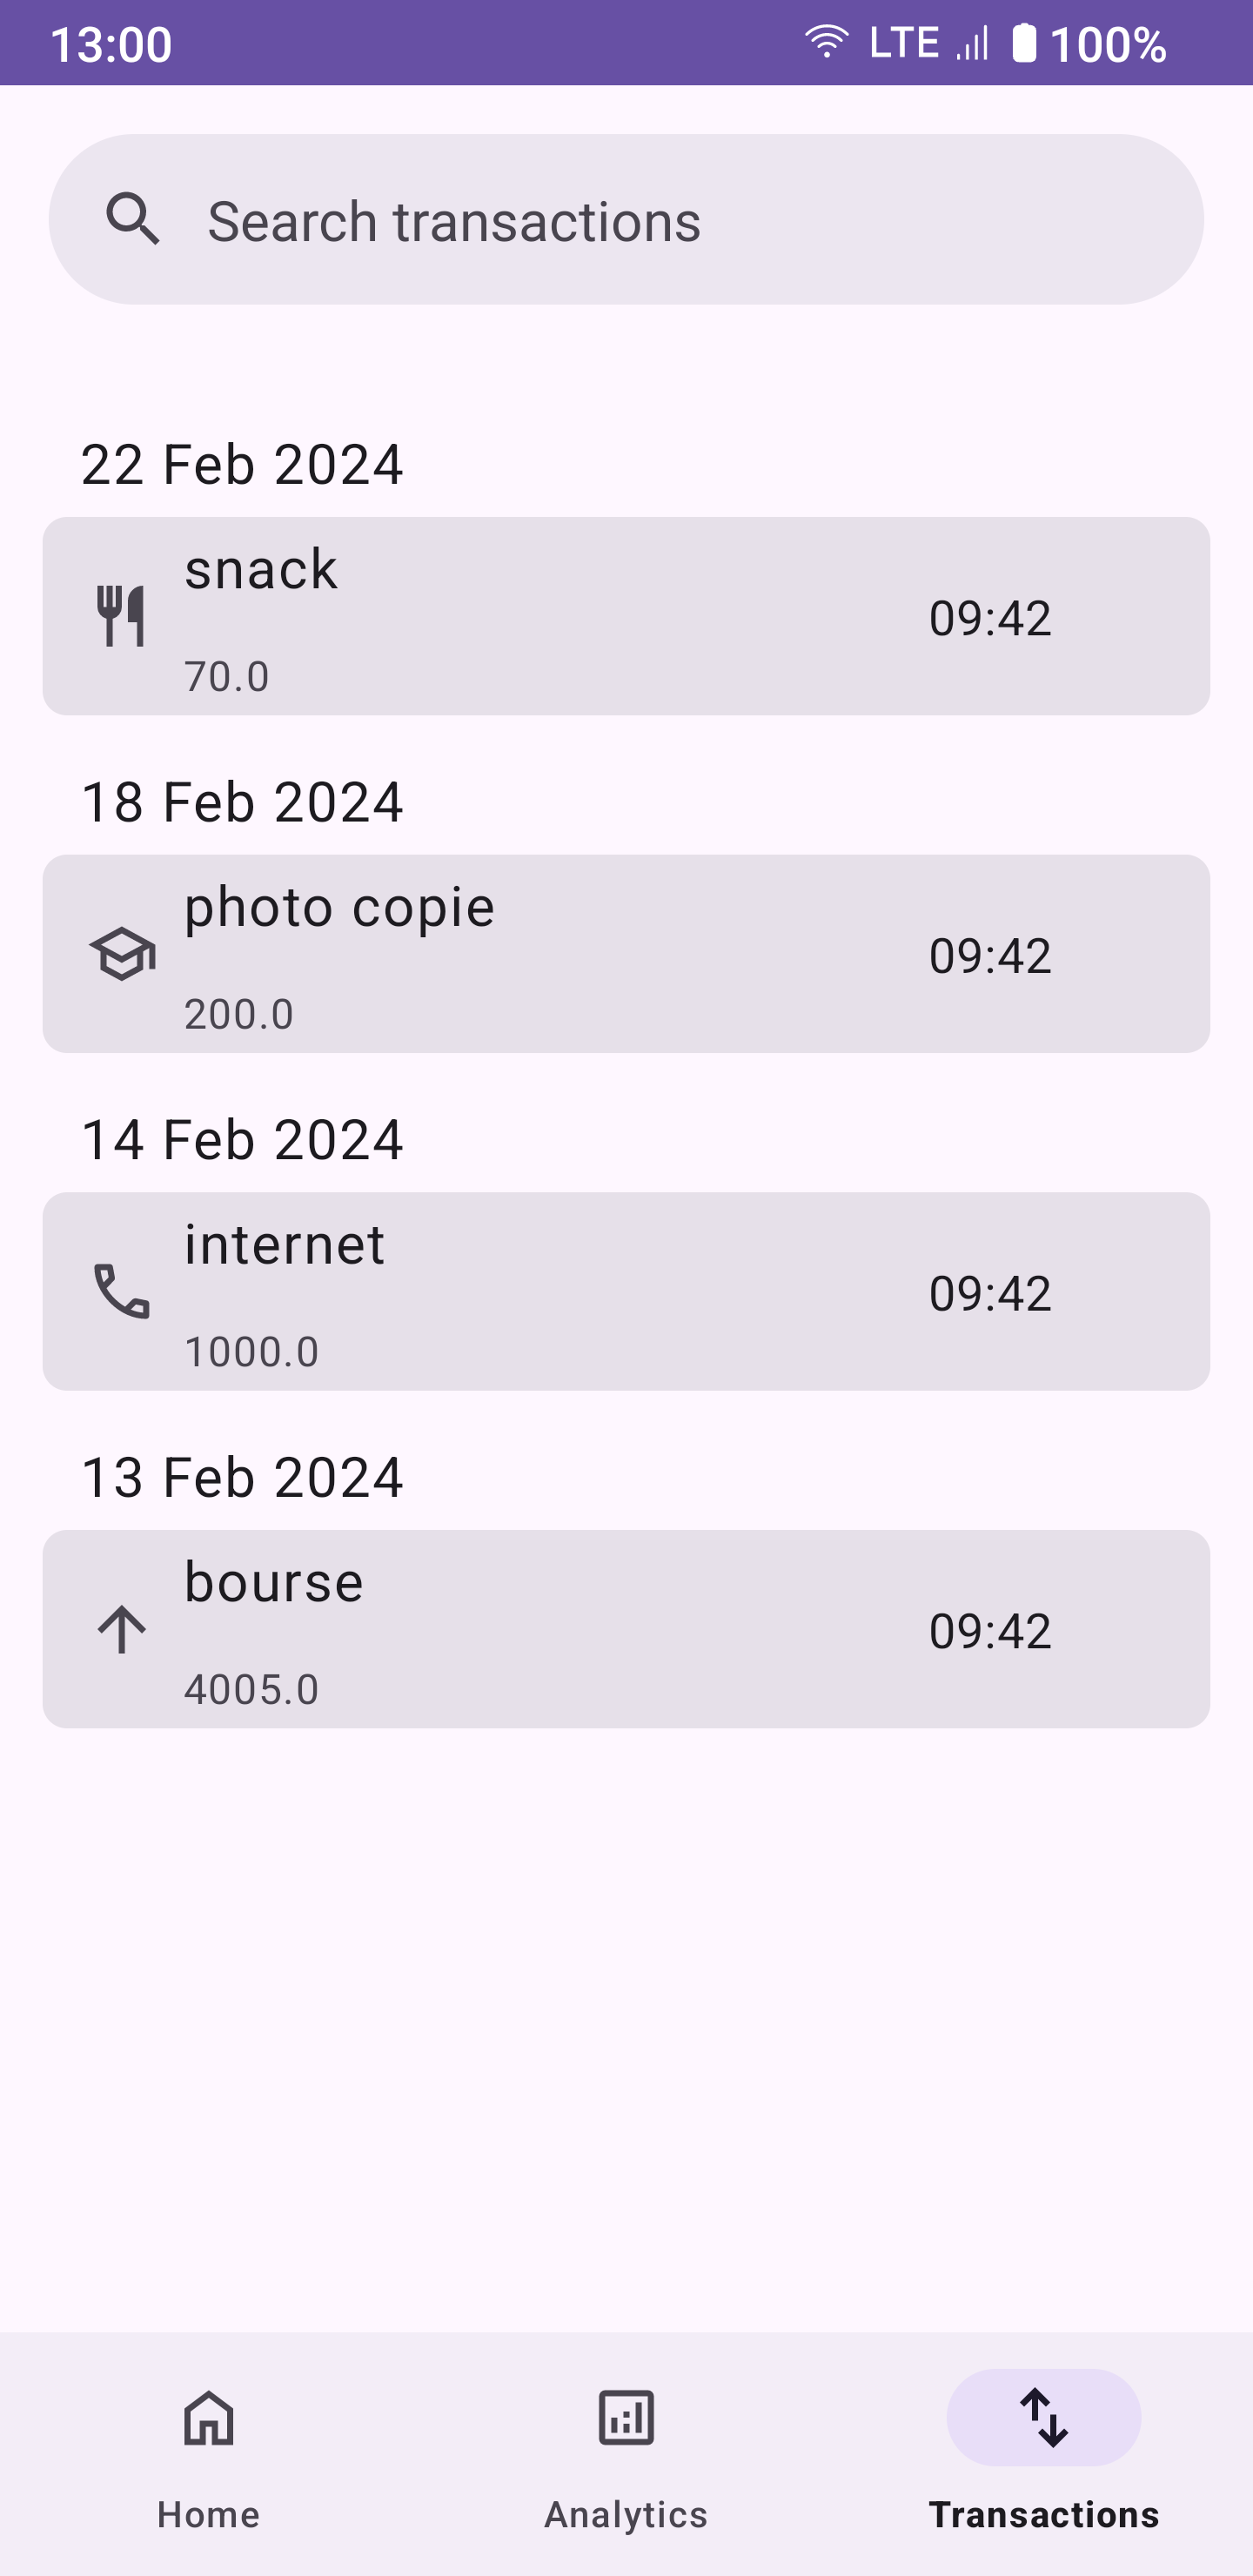 13:00 LTE 100%
Search transactions
22 Feb 2024
snack
09:42
70.0
18 Feb 2024
photo copie
09:42
200.0
14 Feb 2024
internet
09:42
1000.0
13 Feb 2024
bourse
09:42
4005.0
Home Analytics Transactions